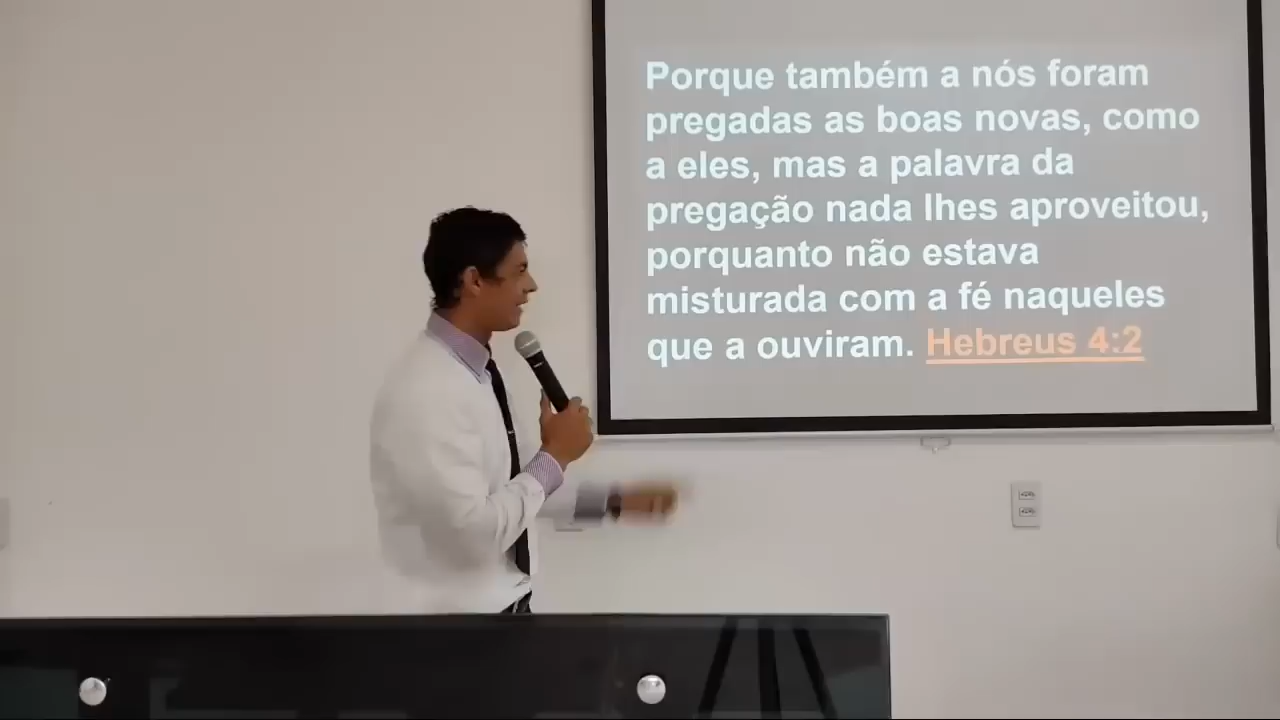 Porque também a nós foram
pregadas as boas novas, como
a eles, mas a palavra da
pregação nada lhes aproveitou,
porquanto não estava
misturada com a fé naqueles
que a ouviram. Hebreus 4:2